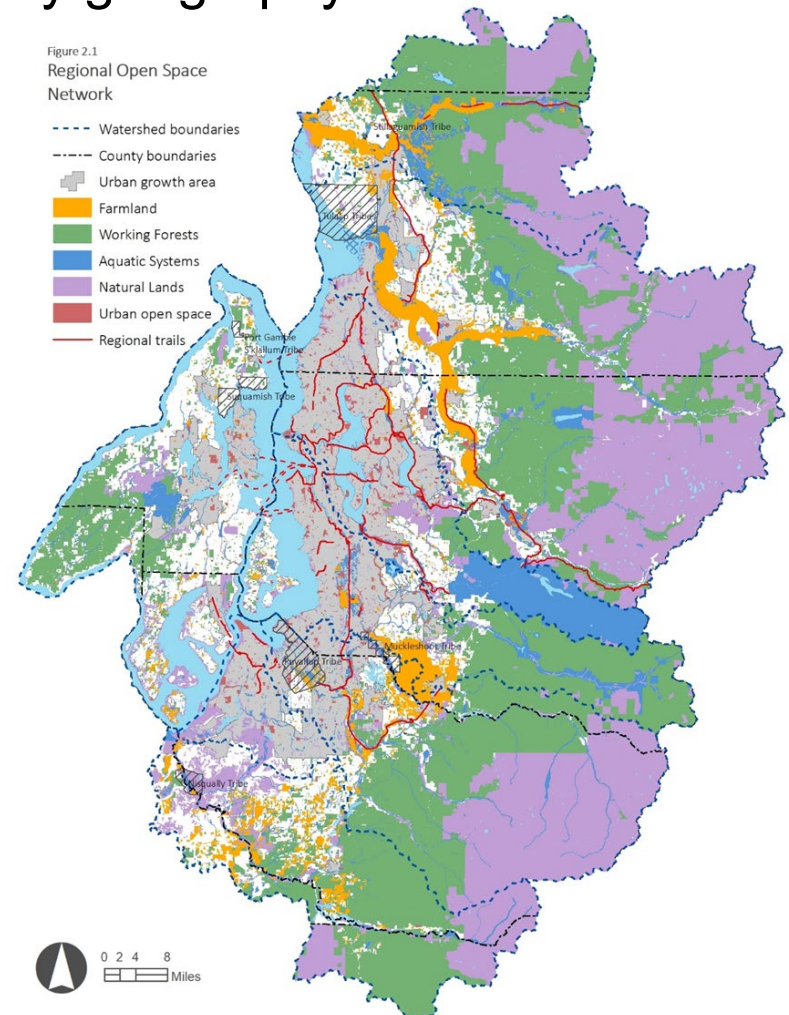 y geography
Figure 2.1
Regional Open Space
Network
Watershed boundaries
County boundaries
Urban growth area
Farmland
Working Forests
Aquatic Systems
Natural Lands
Urban open space
Regional trails
Stillaguamish Tribe
Tulalip Tribe
Port Gamble
S'klallum Tribe
Suquamish Tribe
Muckleshoot Tribe
Puyallup Tribe
Nisqually Tribe
0 2 4 8
Miles